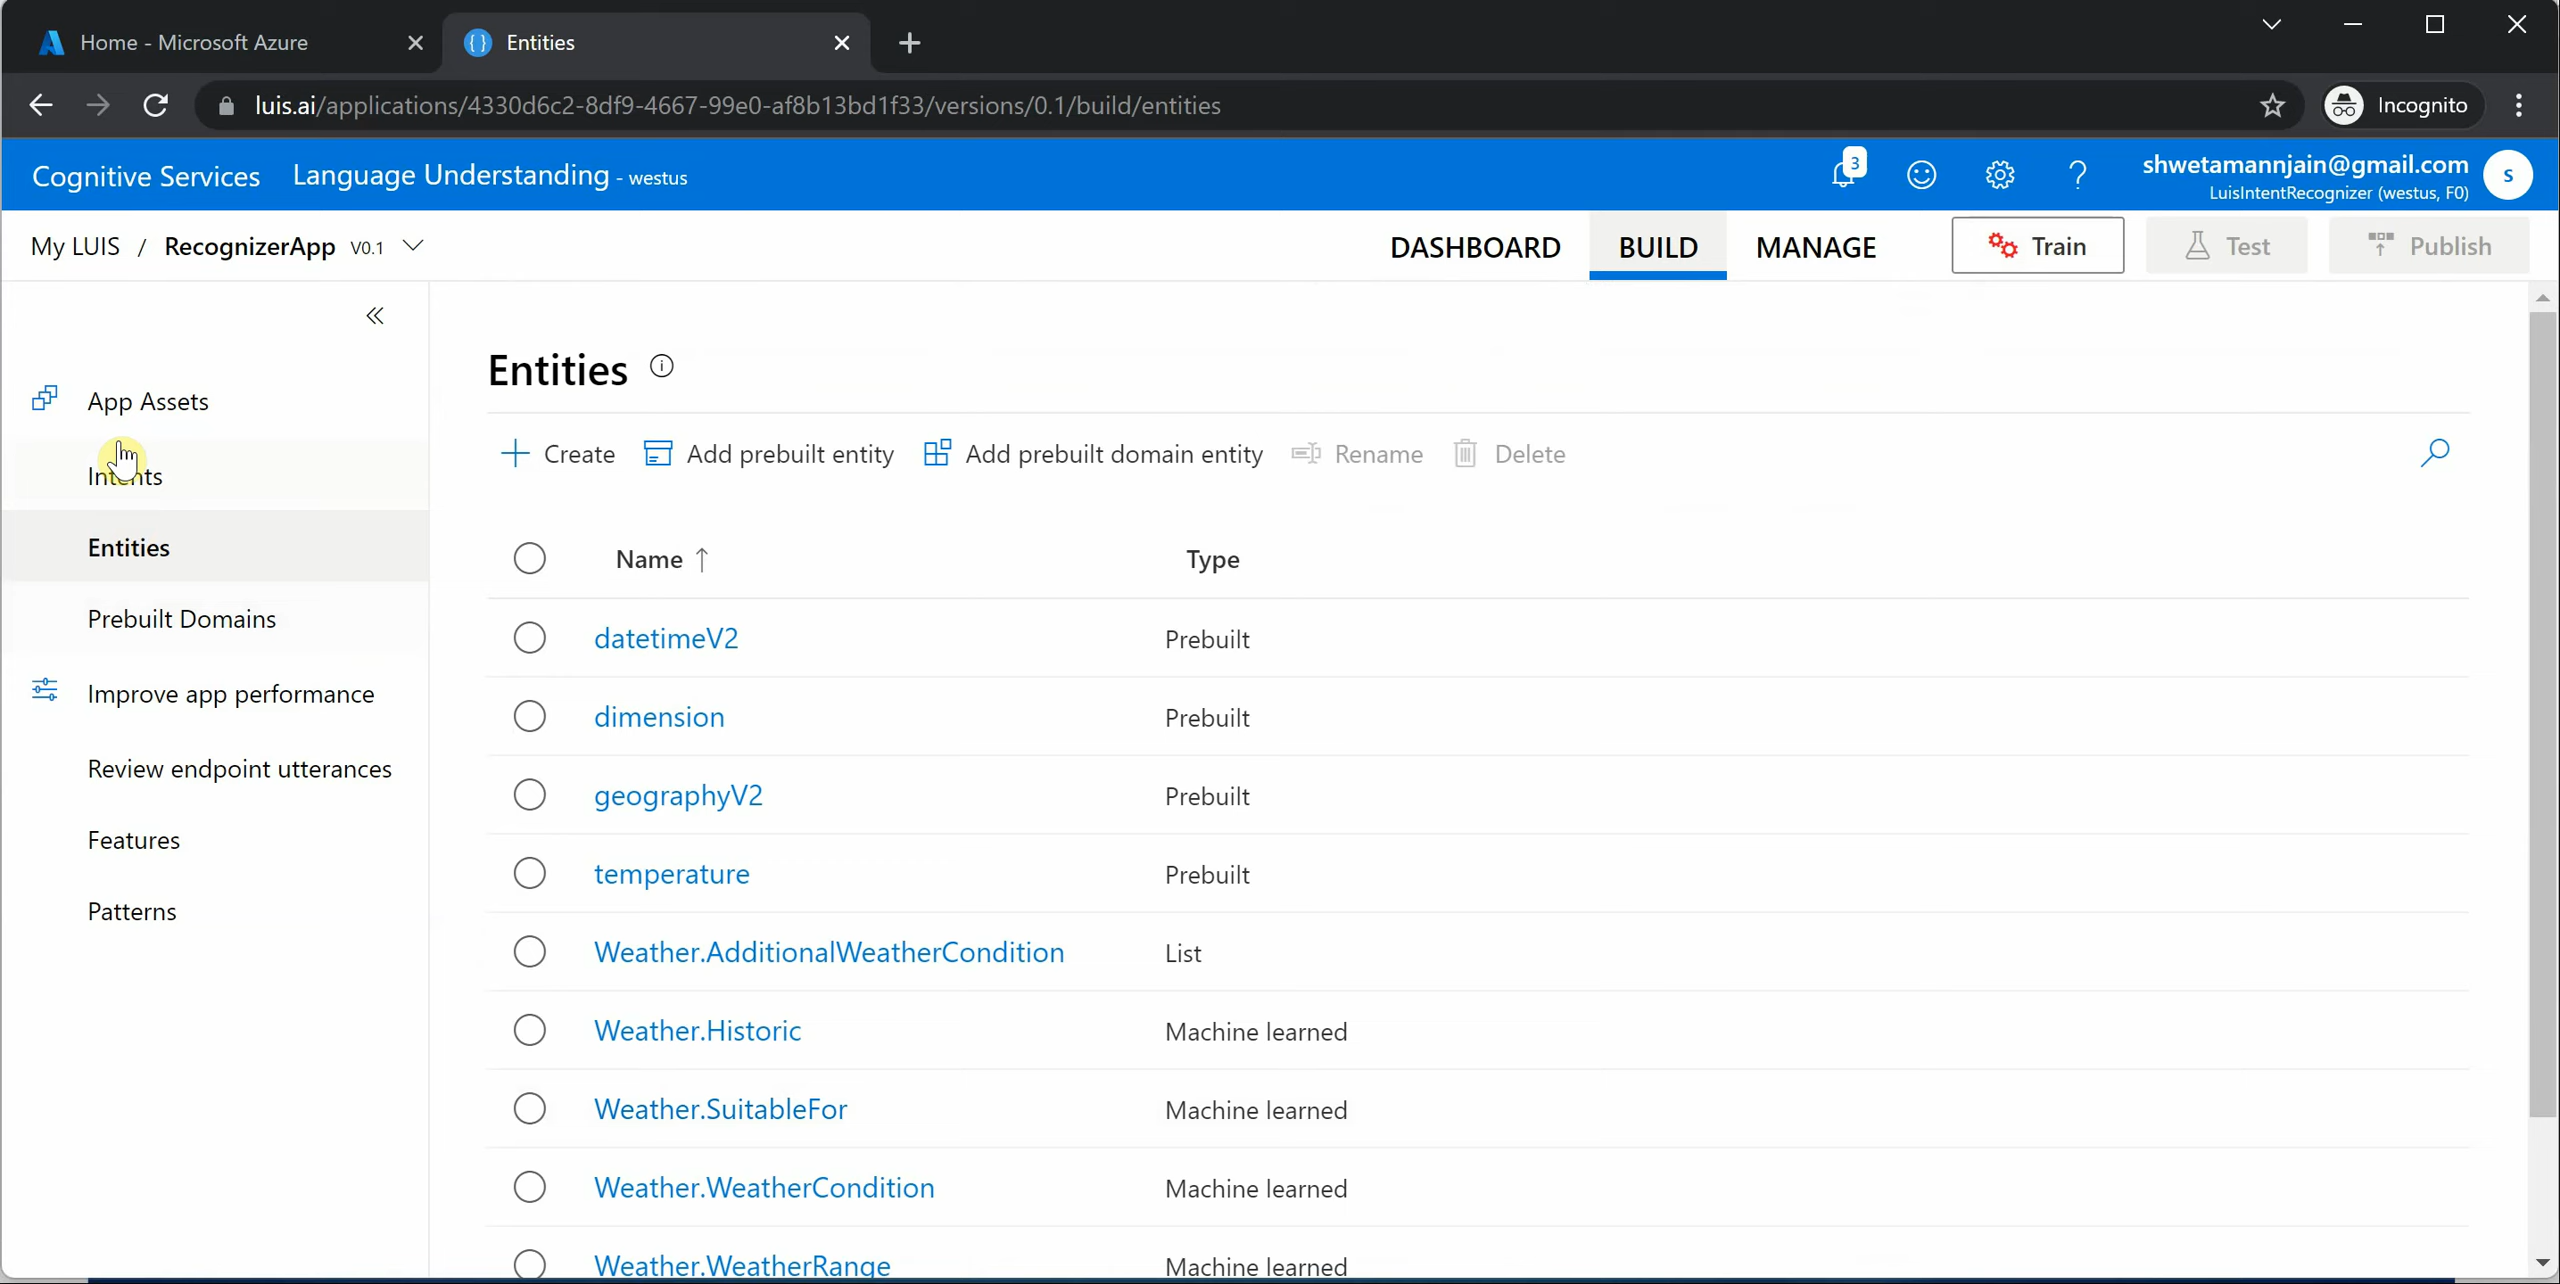 Home - Microsoft Azure
Entities
luis.ai/applications/4330d6c2-8df9-4667-99e0-af8b13bd1f33/versions/0.1/build/entities
Incognito
Cognitive Services
Language Understanding - westus
3
shwetamannjain@gmail.com
LuisIntentRecognizer (westus, F0)
S
My LUIS / RecognizerApp V0.1
DASHBOARD
BUILD
MANAGE
Train
Test
Publish
App Assets
Intents
Entities
Prebuilt Domains
Improve app performance
Review endpoint utterances
Features
Patterns
Entities
Create
Add prebuilt entity
Add prebuilt domain entity
Rename
Delete
Name ↑ Type
datetimeV2 Prebuilt
dimension Prebuilt
geographyV2 Prebuilt
temperature Prebuilt
Weather.AdditionalWeatherCondition List
Weather.Historic Machine learned
Weather.SuitableFor Machine learned
Weather.WeatherCondition Machine learned
Weather.WeatherRange Machine learned